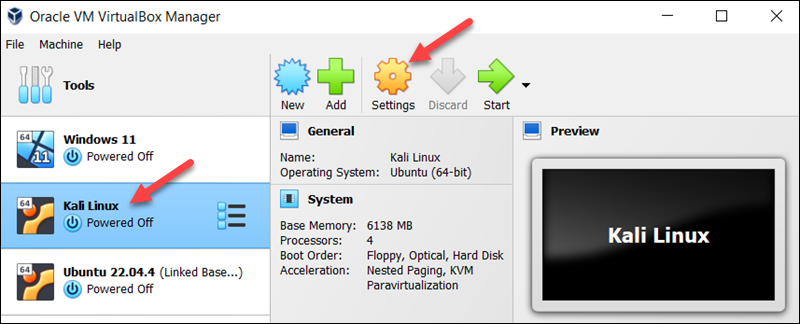 Oracle VM VirtualBox Manager
File Machine Help
Tools
New Add Settings Discard Start
64
11
Windows 11
Powered Off
64
Kali Linux
Powered Off
64
Ubuntu 22.04.4 (Linked Base...)
Powered Off
General
Name: Kali Linux
Operating System: Ubuntu (64-bit)
System
Base Memory: 6138 MB
Processors: 4
Boot Order: Floppy, Optical, Hard Disk
Acceleration: Nested Paging, KVM
Paravirtualization
Preview
Kali Linux